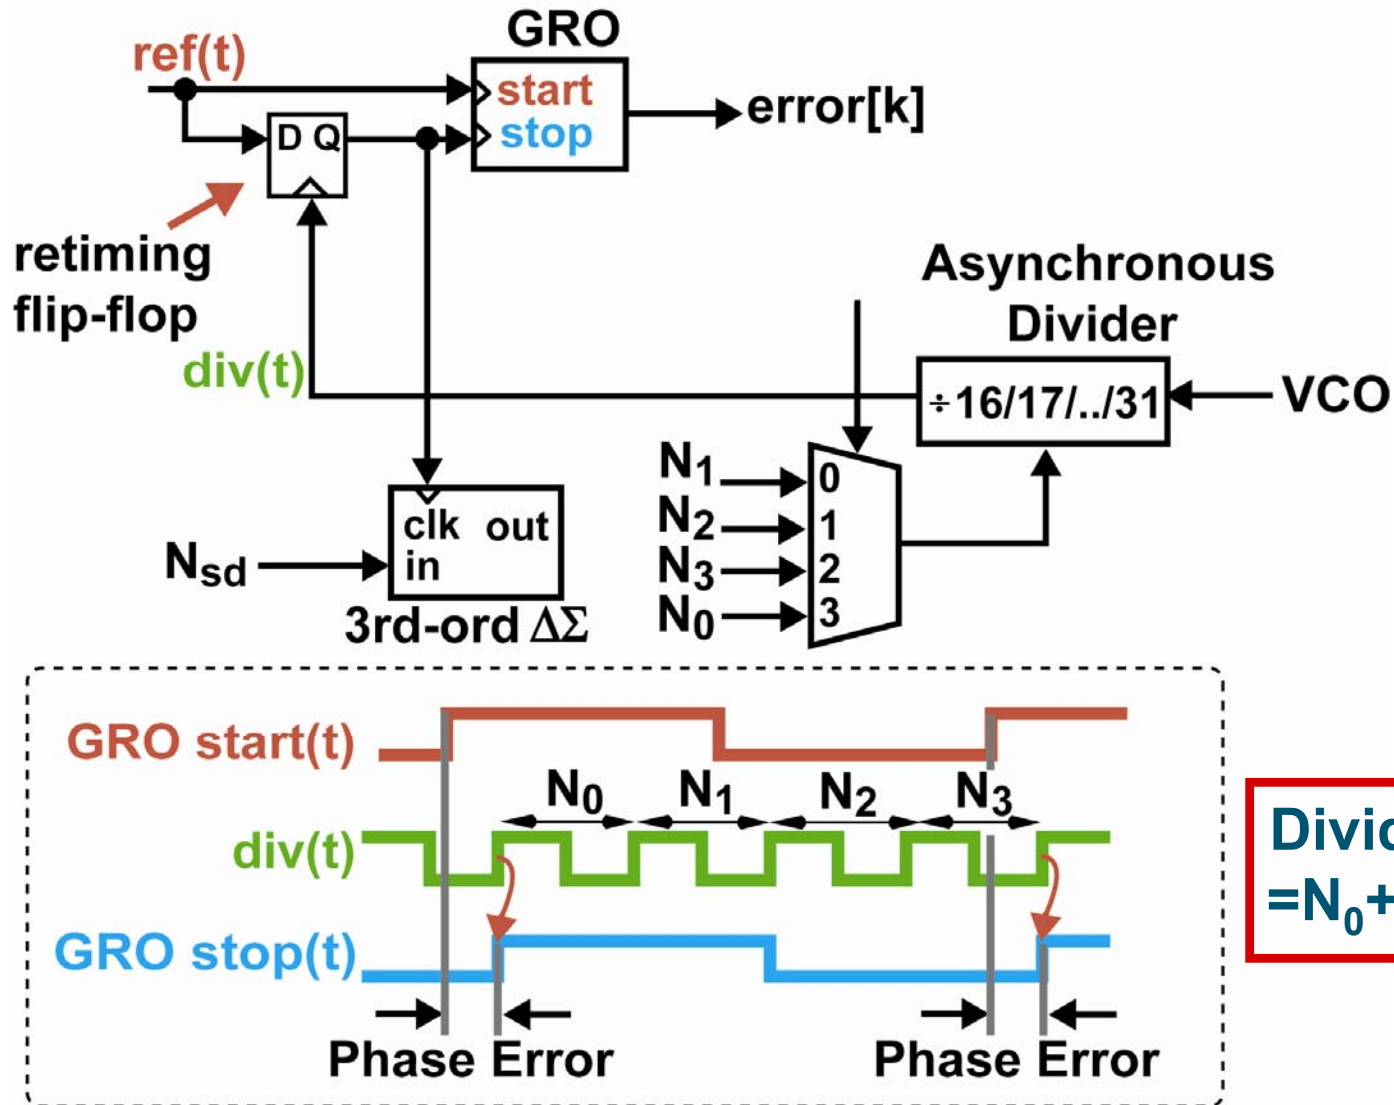 GRO
ref(t)
start
stop
error[k]
D Q
retiming
flip-flop
Asynchronous
Divider
div(t)
÷16/17/../31
VCO
N₁
0
N₂
1
N₃
2
N₀
3
clk out
in
Nsd
3rd-ord ΔΣ
GRO start(t)
N₀ N₁ N₂ N₃
div(t)
GRO stop(t)
Phase Error
Phase Error
=N₀+